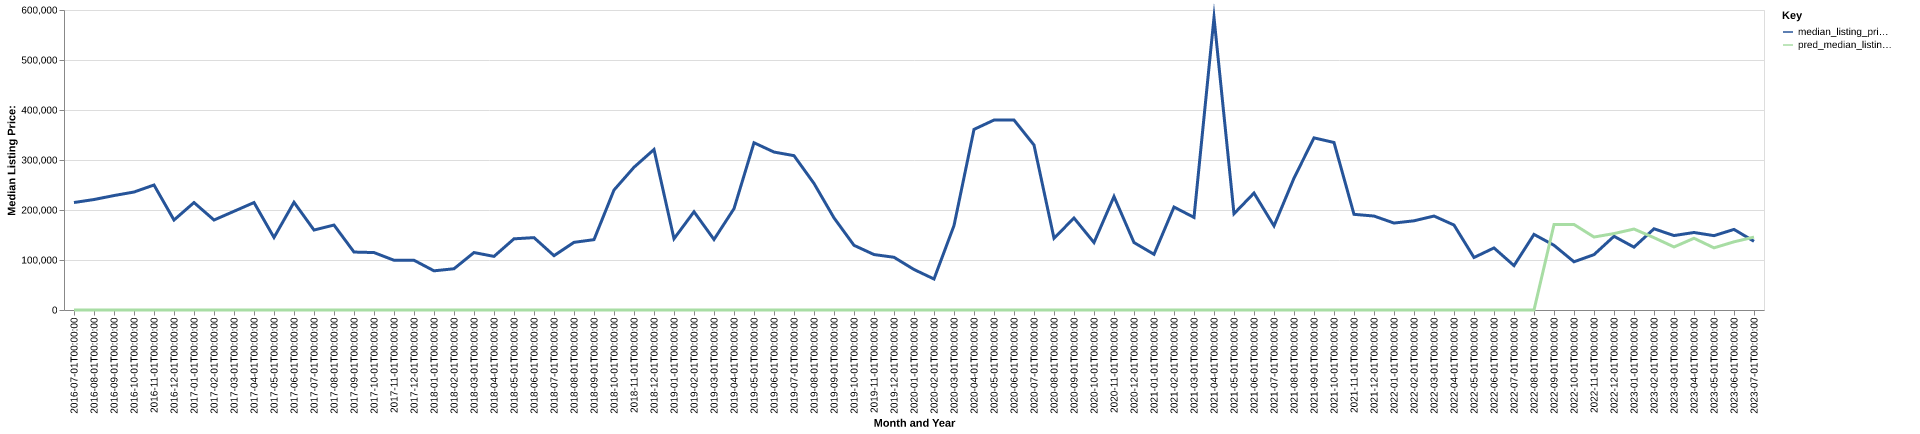 600,000
500,000
400,000
300,000
200,000
100,000
0
Median Listing Price:
2016-07-01T00:00:00
2016-08-01T00:00:00
2016-09-01T00:00:00
2016-10-01T00:00:00
2016-11-01T00:00:00
2016-12-01T00:00:00
2017-01-01T00:00:00
2017-02-01T00:00:00
2017-03-01T00:00:00
2017-04-01T00:00:00
2017-05-01T00:00:00
2017-06-01T00:00:00
2017-07-01T00:00:00
2017-08-01T00:00:00
2017-09-01T00:00:00
2017-10-01T00:00:00
2017-11-01T00:00:00
2017-12-01T00:00:00
2018-01-01T00:00:00
2018-02-01T00:00:00
2018-03-01T00:00:00
2018-04-01T00:00:00
2018-05-01T00:00:00
2018-06-01T00:00:00
2018-07-01T00:00:00
2018-08-01T00:00:00
2018-09-01T00:00:00
2018-10-01T00:00:00
2018-11-01T00:00:00
2018-12-01T00:00:00
2019-01-01T00:00:00
2019-02-01T00:00:00
2019-03-01T00:00:00
2019-04-01T00:00:00
2019-05-01T00:00:00
2019-06-01T00:00:00
2019-07-01T00:00:00
2019-08-01T00:00:00
2019-09-01T00:00:00
2019-10-01T00:00:00
2019-11-01T00:00:00
2019-12-01T00:00:00
2020-01-01T00:00:00
2020-02-01T00:00:00
2020-03-01T00:00:00
2020-04-01T00:00:00
2020-05-01T00:00:00
2020-06-01T00:00:00
2020-07-01T00:00:00
2020-08-01T00:00:00
2020-09-01T00:00:00
2020-10-01T00:00:00
2020-11-01T00:00:00
2020-12-01T00:00:00
2021-01-01T00:00:00
2021-02-01T00:00:00
2021-03-01T00:00:00
2021-04-01T00:00:00
2021-05-01T00:00:00
2021-06-01T00:00:00
2021-07-01T00:00:00
2021-08-01T00:00:00
2021-09-01T00:00:00
2021-10-01T00:00:00
2021-11-01T00:00:00
2021-12-01T00:00:00
2022-01-01T00:00:00
2022-02-01T00:00:00
2022-03-01T00:00:00
2022-04-01T00:00:00
2022-05-01T00:00:00
2022-06-01T00:00:00
2022-07-01T00:00:00
2022-08-01T00:00:00
2022-09-01T00:00:00
2022-10-01T00:00:00
2022-11-01T00:00:00
2022-12-01T00:00:00
2023-01-01T00:00:00
2023-02-01T00:00:00
2023-03-01T00:00:00
2023-04-01T00:00:00
2023-05-01T00:00:00
2023-06-01T00:00:00
2023-07-01T00:00:00
Month and Year
Key
median_listing_pri…
pred_median_listin…